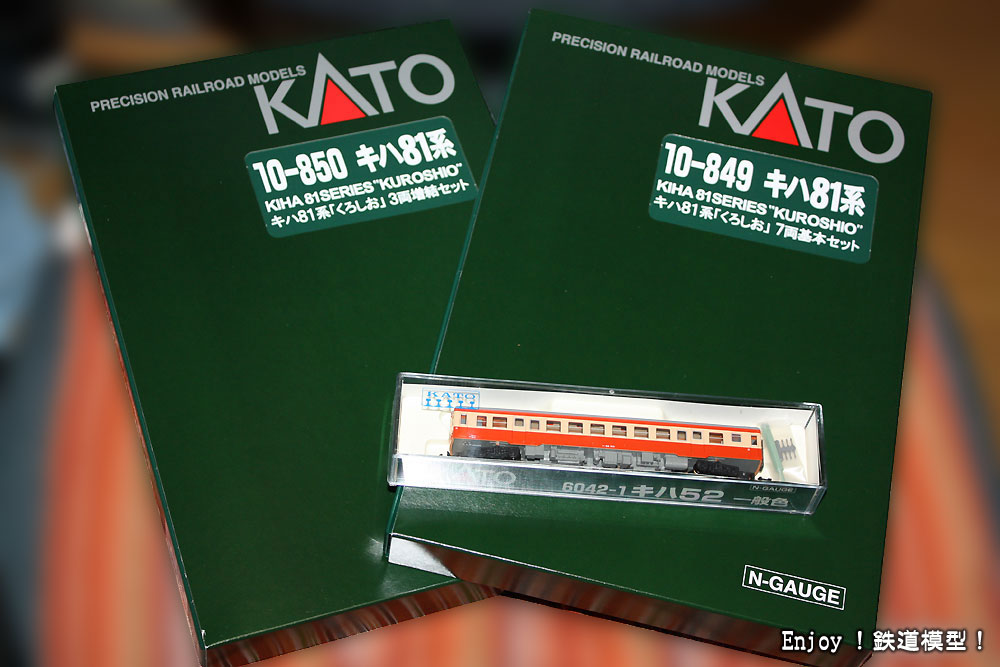 PRECISION RAILROAD MODELS
KATO
10-850 キハ81系
KIHA 81SERIES "KUROSHIO"
キハ81系「くろしお」3両増結セット
PRECISION RAILROAD MODELS
KATO
10-849 キハ81系
KIHA 81SERIES "KUROSHIO"
キハ81系「くろしお」7両基本セット
KATO
KATO
6042-1 キハ52 一般色
N-GAUGE
N-GAUGE
Enjoy！鉄道模型！